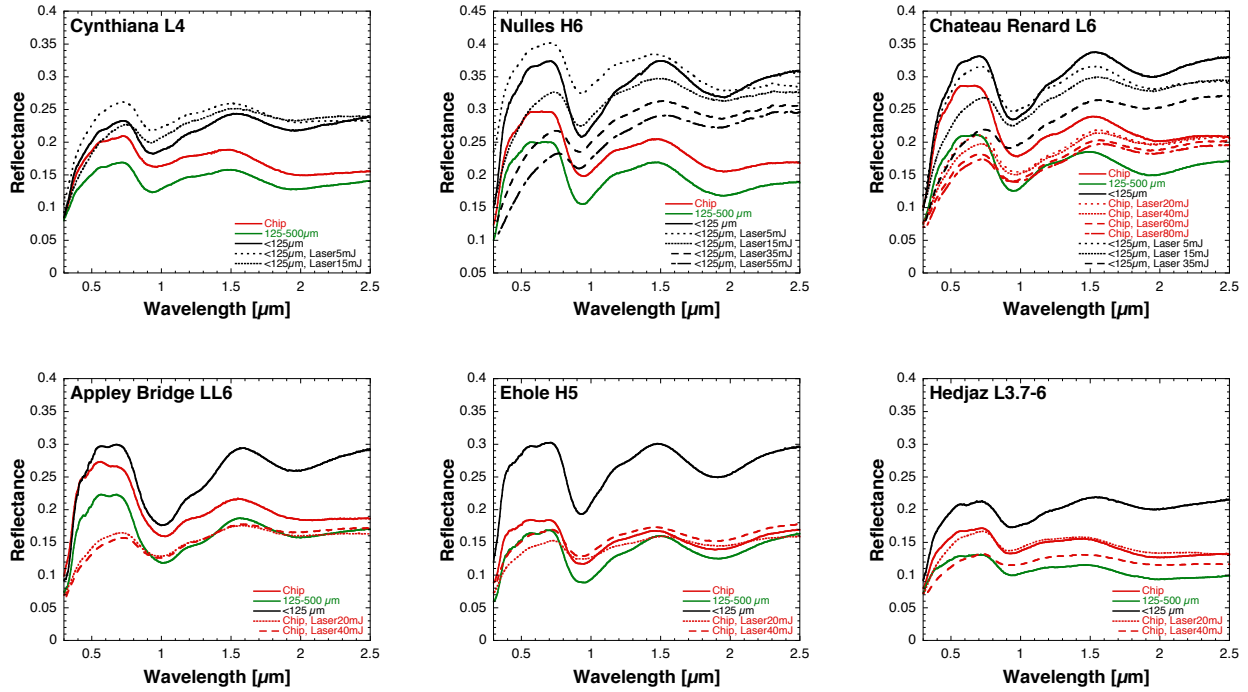 Cynthiana L4
0.4
0.35
0.3
0.25
0.2
0.15
0.1
0.05
0
Reflectance
Chip
125-500µm
<125µm
<125µm, Laser5mJ
<125µm, Laser15mJ
0.5 1 1.5 2 2.5
Wavelength [µm]
Nulles H6
0.45
0.4
0.35
0.3
0.25
0.2
0.15
0.1
0.05
Reflectance
Chip
125-500 µm
<125µm
<125µm, Laser5mJ
<125µm, Laser15mJ
<125µm, Laser35mJ
<125µm, Laser55mJ
0.5 1 1.5 2 2.5
Wavelength [µm]
Chateau Renard L6
0.4
0.35
0.3
0.25
0.2
0.15
0.1
0.05
0
Reflectance
Chip
125-500 µm
<125µm
Chip, Laser20mJ
Chip, Laser40mJ
Chip, Laser60mJ
Chip, Laser80mJ
<125µm, Laser 5mJ
<125µm, Laser 15mJ
<125µm, Laser 35mJ
0.5 1 1.5 2 2.5
Wavelength [µm]
Appley Bridge LL6
0.4
0.35
0.3
0.25
0.2
0.15
0.1
0.05
0
Reflectance
Chip
125-500 µm
<125 µm
Chip, Laser20mJ
Chip, Laser40mJ
0.5 1 1.5 2 2.5
Wavelength [µm]
Ehole H5
0.4
0.35
0.3
0.25
0.2
0.15
0.1
0.05
0
Reflectance
Chip
125-500 µm
<125 µm
Chip, Laser20mJ
Chip, Laser40mJ
0.5 1 1.5 2 2.5
Wavelength [µm]
Hedjaz L3.7-6
0.4
0.35
0.3
0.25
0.2
0.15
0.1
0.05
0
Reflectance
Chip
125-500 µm
<125 µm
Chip, Laser20mJ
Chip, Laser40mJ
0.5 1 1.5 2 2.5
Wavelength [µm]